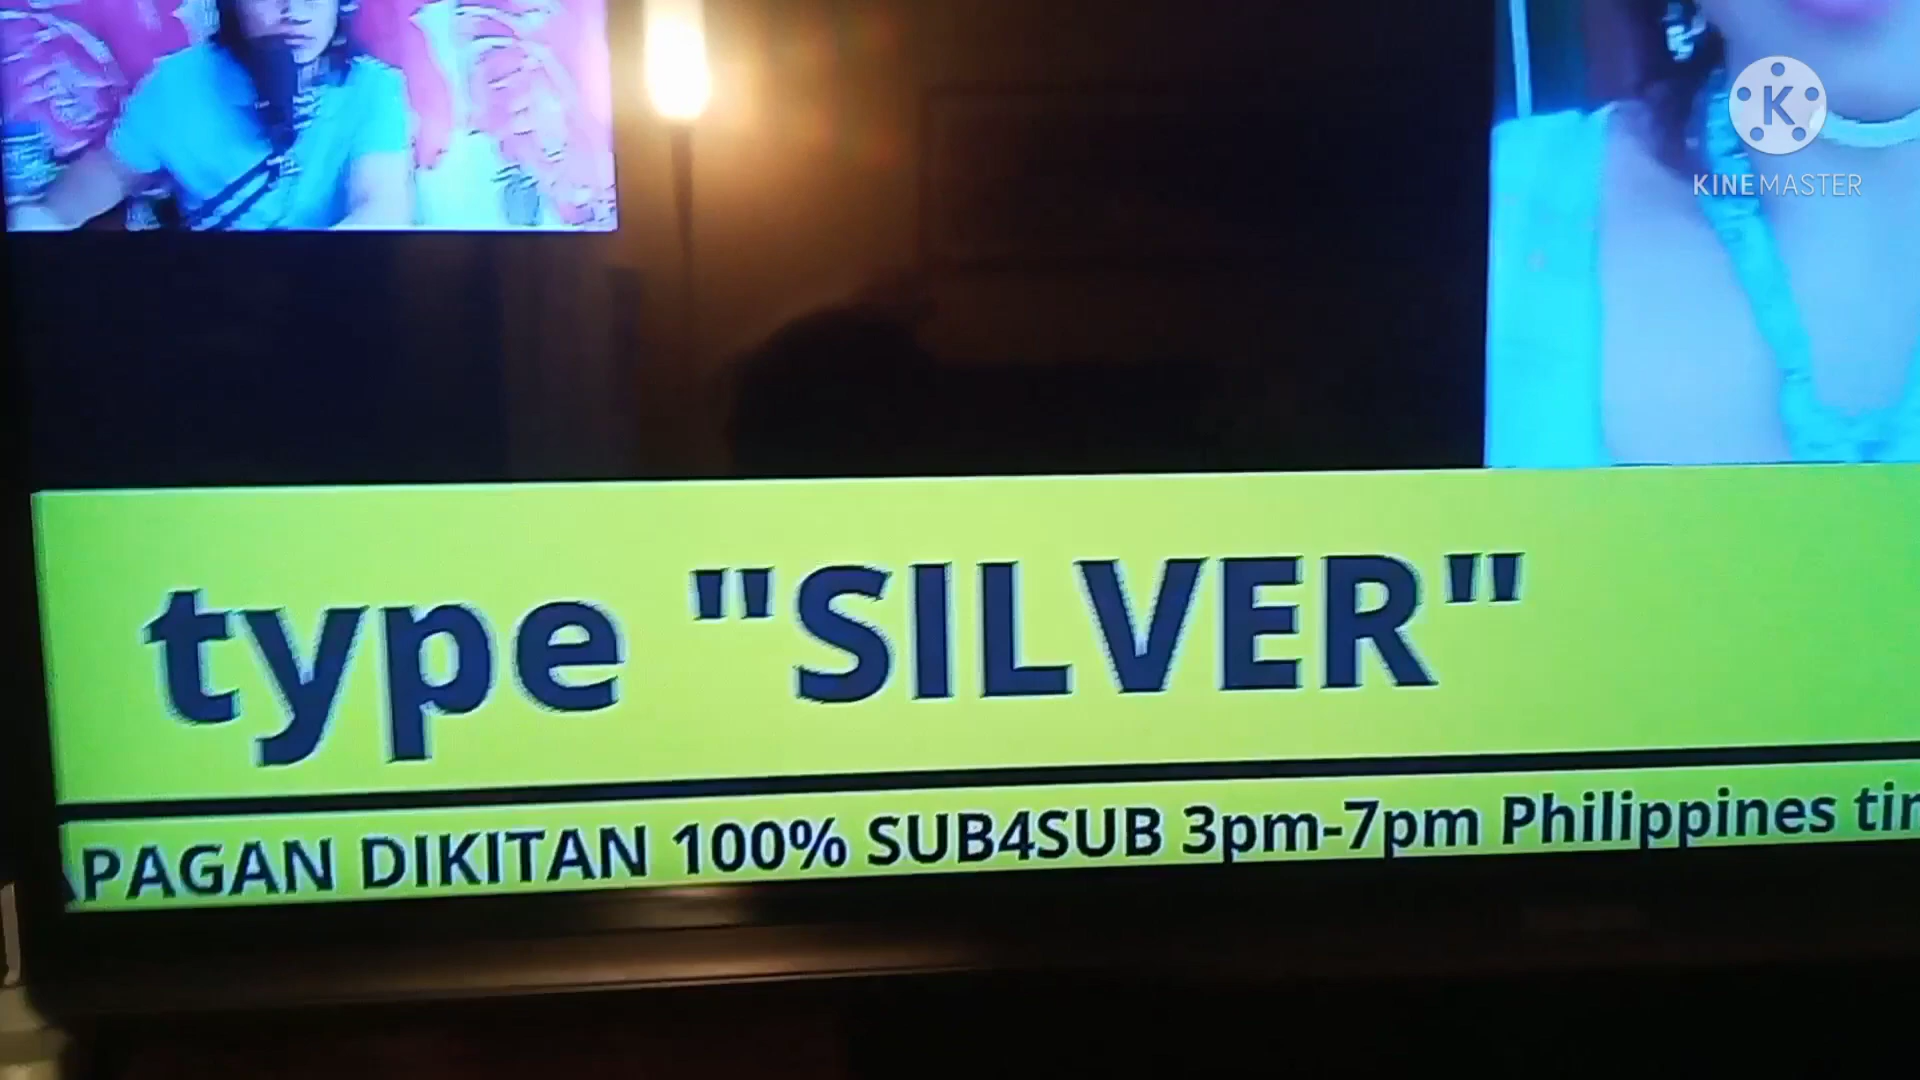 KINEMASTER
type "SILVER"
PAGAN DIKITAN 100% SUB4SUB 3pm-7pm Philippines